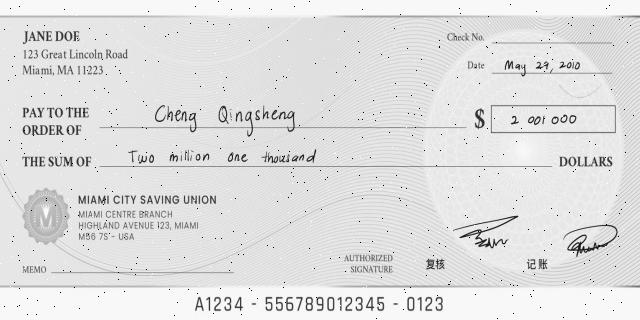 JANE DOE
123 Great Lincoln Road
Miami, MA 11223
Check No.
Date May 29, 2010
PAY TO THE
ORDER OF Cheng Qingsheng $ 2 001 000
THE SUM OF Two million one thousand DOLLARS
M
MIAMI CITY SAVING UNION
MIAMI CENTRE BRANCH
HIGHLAND AVENUE 123, MIAMI
M56 7S - USA
MEMO
AUTHORIZED
SIGNATURE
复核
记 账
A1234 - 556789012345 - 0123